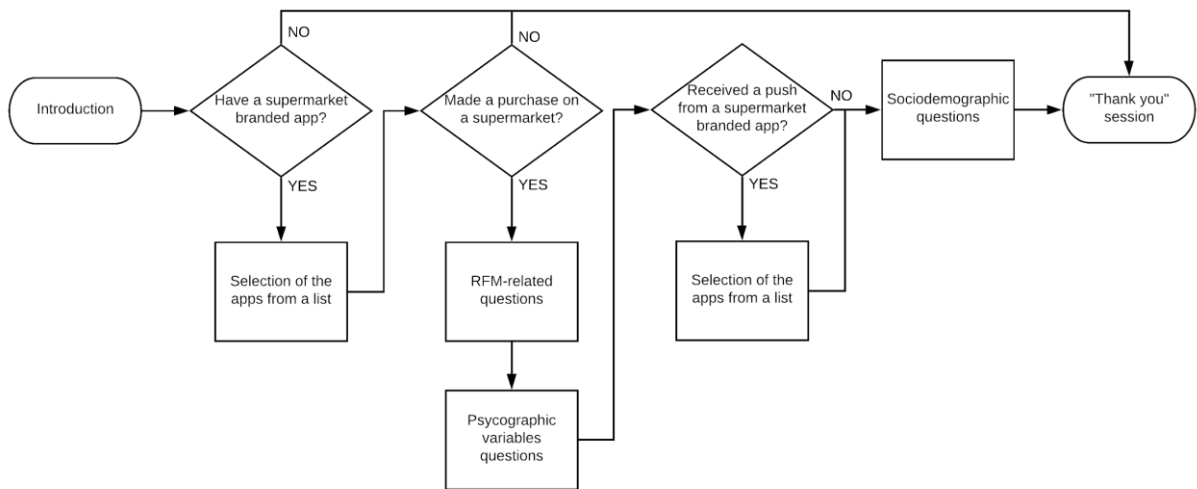 NO
NO
Introduction
Have a supermarket
branded app?
YES
Selection of the
apps from a list
Made a purchase on
a supermarket?
YES
RFM-related
questions
Psycographic
variables
questions
Received a push
from a supermarket
branded app?
NO
YES
Selection of the
apps from a list
Sociodemographic
questions
"Thank you"
session